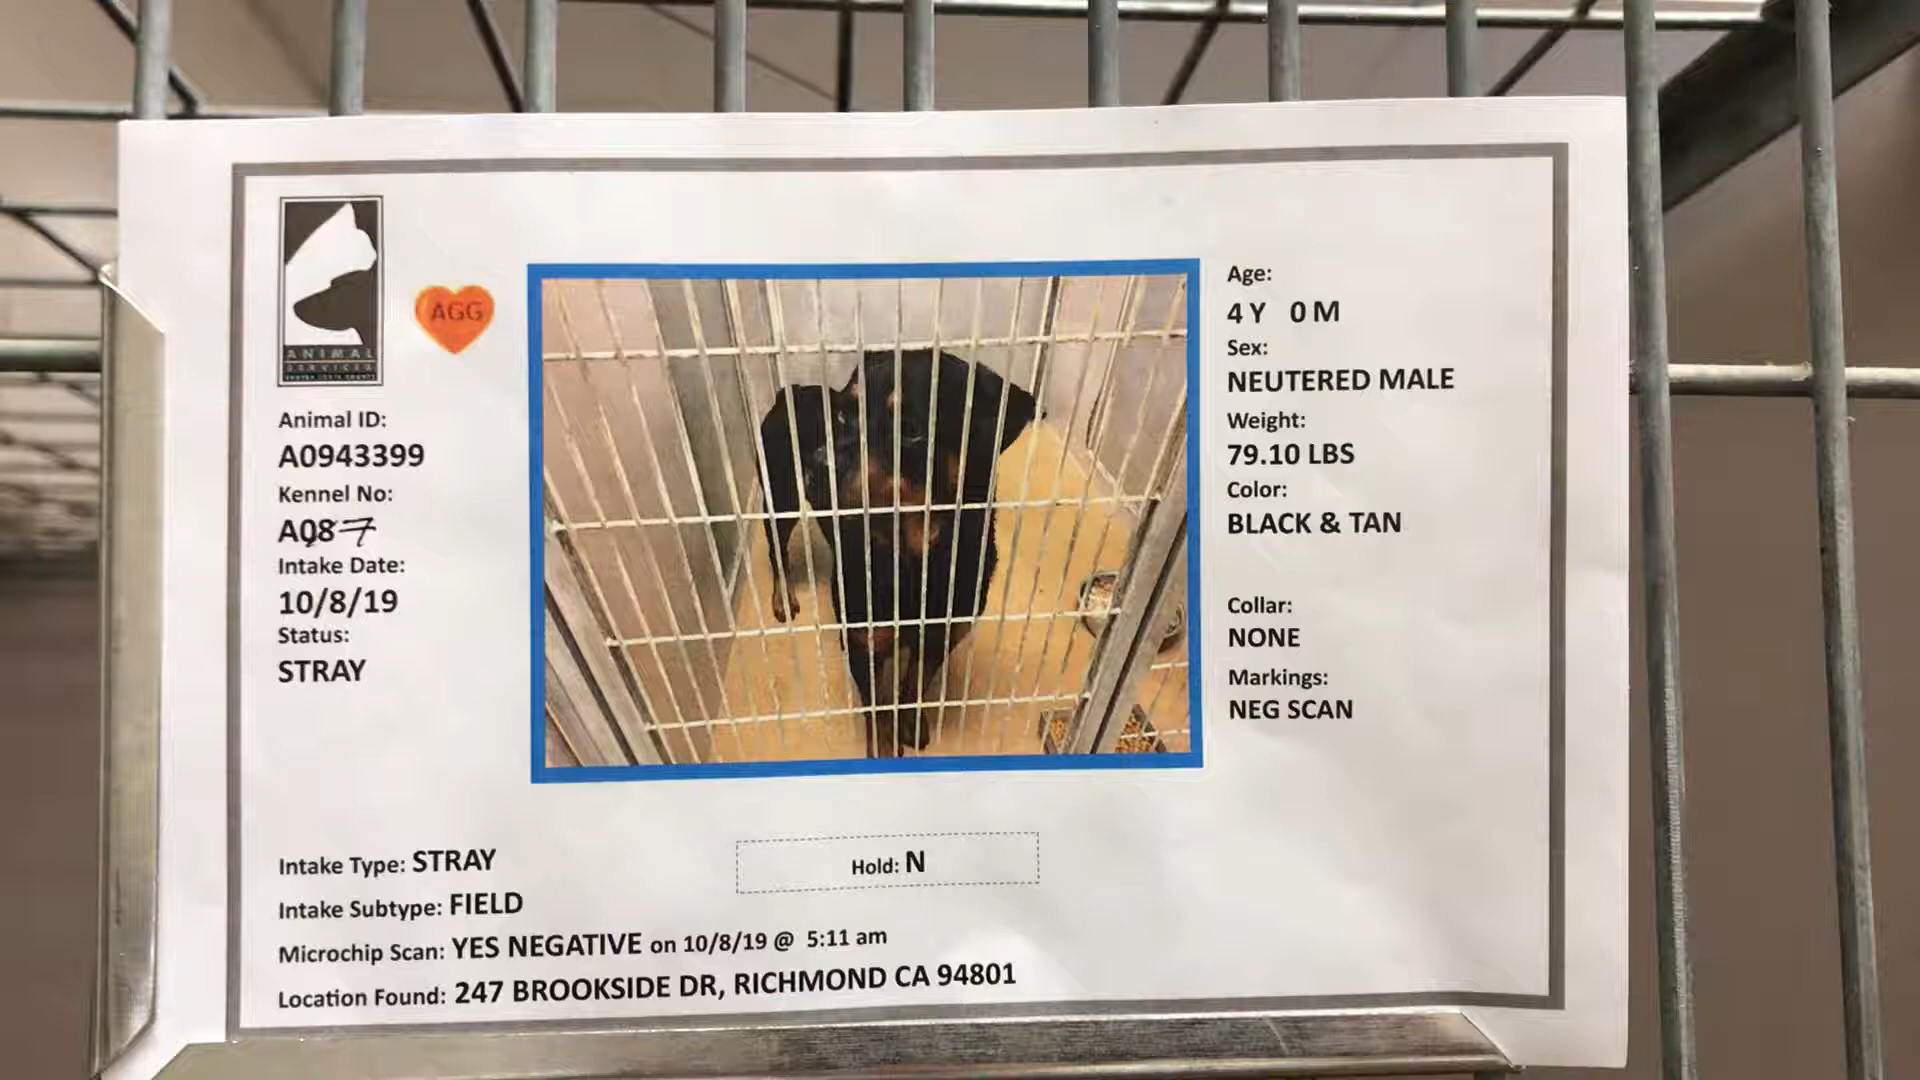 ANIMAL
SERVICES
AGG
Animal ID:
A0943399
Kennel No:
A087
Intake Date:
10/8/19
Status:
STRAY
Age:
4 Y 0 M
Sex:
NEUTERED MALE
Weight:
79.10 LBS
Color:
BLACK & TAN
Collar:
NONE
Markings:
NEG SCAN
Intake Type: STRAY
Hold: N
Intake Subtype: FIELD
Microchip Scan: YES NEGATIVE on 10/8/19 @ 5:11 am
Location Found: 247 BROOKSIDE DR, RICHMOND CA 94801